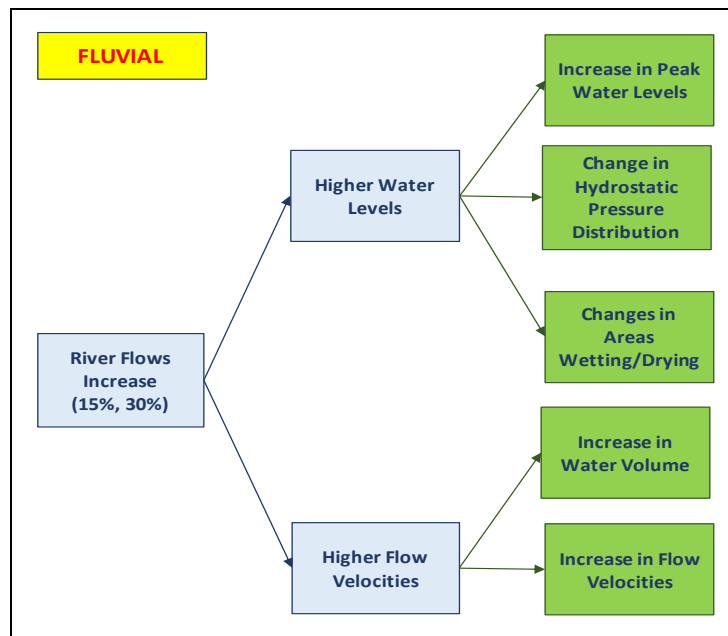 FLUVIAL
Increase in Peak
Water Levels
Higher Water
Levels
Change in
Hydrostatic
Pressure
Distribution
Changes in
Areas
Wetting/Drying
River Flows
Increase
(15%, 30%)
Increase in
Water Volume
Higher Flow
Velocities
Increase in Flow
Velocities